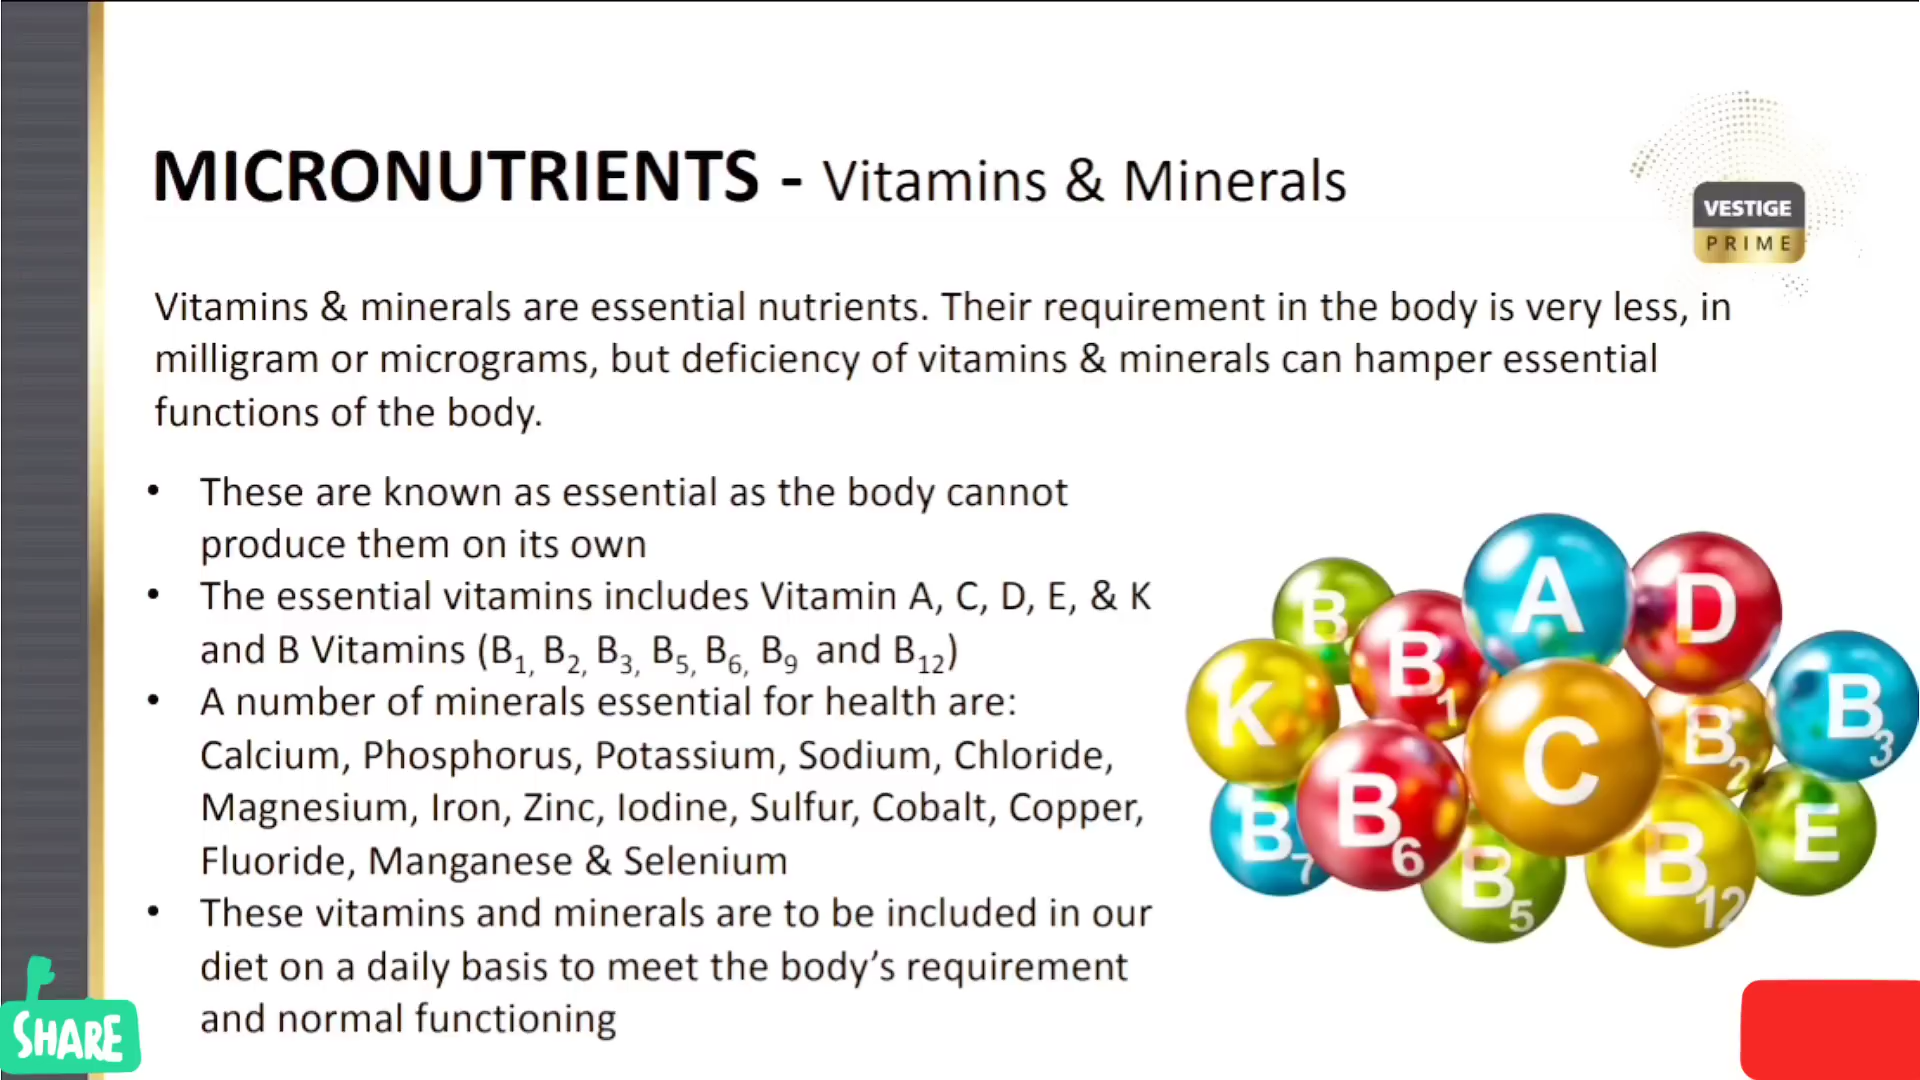 MICRONUTRIENTS - Vitamins & Minerals
VESTIGE
PRIME
Vitamins & minerals are essential nutrients. Their requirement in the body is very less, in
milligram or micrograms, but deficiency of vitamins & minerals can hamper essential
functions of the body.
• These are known as essential as the body cannot
produce them on its own
• The essential vitamins includes Vitamin A, C, D, E, & K
and B Vitamins (B1, B2, B3, B5, B6, B9 and B12)
• A number of minerals essential for health are:
Calcium, Phosphorus, Potassium, Sodium, Chloride,
Magnesium, Iron, Zinc, Iodine, Sulfur, Cobalt, Copper,
Fluoride, Manganese & Selenium
• These vitamins and minerals are to be included in our
diet on a daily basis to meet the body’s requirement
and normal functioning
A
D
B
B1
K
B3
C
B2
B6
B7
E
B5
B12
SHARE